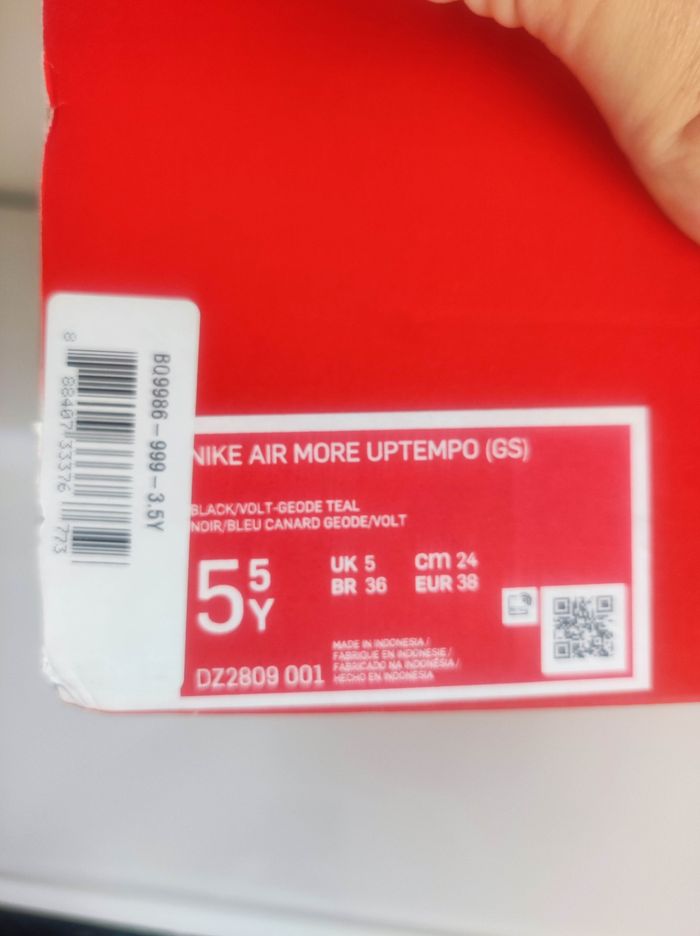 BQ9986-999-3.5Y
8 88407 33376 773
NIKE AIR MORE UPTEMPO (GS)
BLACK/VOLT-GEODE TEAL
NOIR/BLEU CANARD GEODE/VOLT
5 5 Y
UK 5 cm 24
BR 36 EUR 38
MADE IN INDONESIA /
FABRIQUE EN INDONESIE /
FABRICADO NA INDONÉSIA /
HECHO EN INDONESIA
DZ2809 001